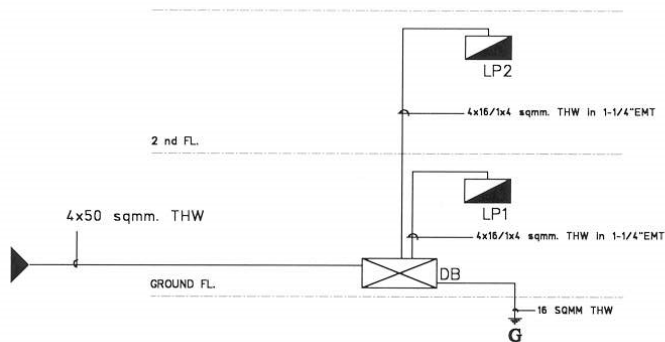 LP2
4x16/1x4 sqmm. THW in 1-1/4"EMT
2 nd FL.
LP1
4x50 sqmm. THW
4x16/1x4 sqmm. THW in 1-1/4"EMT
DB
GROUND FL.
16 SQMM THW
G